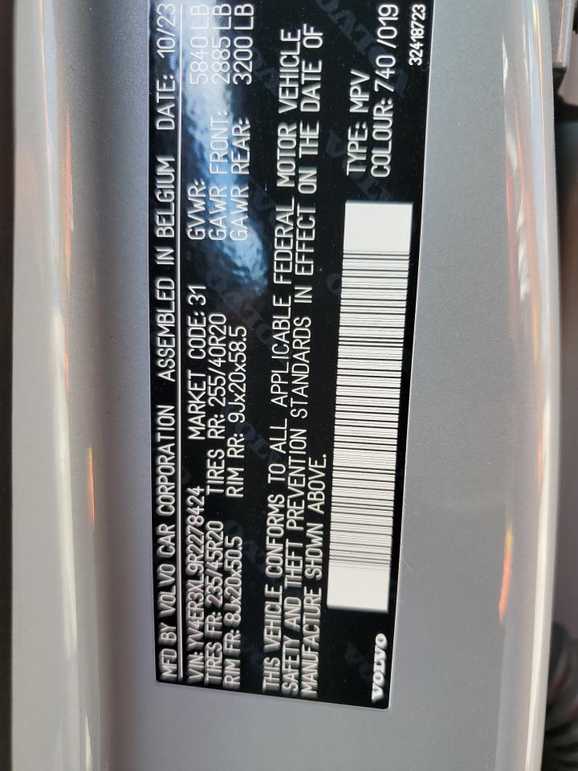 MFD BY VOLVO CAR CORPORATION ASSEMBLED IN BELGIUM DATE: 10/23
VIN: YV4ER3XL9R2278424 MARKET CODE: 31 GVWR: 5840 LB
TIRES FR: 235/45R20 TIRES RR: 255/40R20 GAWR FRONT: 2885 LB
RIM FR: 8Jx20x50.5 RIM RR: 9Jx20x58.5 GAWR REAR: 3200 LB
THIS VEHICLE CONFORMS TO ALL APPLICABLE FEDERAL MOTOR VEHICLE
SAFETY AND THEFT PREVENTION STANDARDS IN EFFECT ON THE DATE OF
MANUFACTURE SHOWN ABOVE.
TYPE: MPV
COLOUR: 740/019
VOLVO
32418723